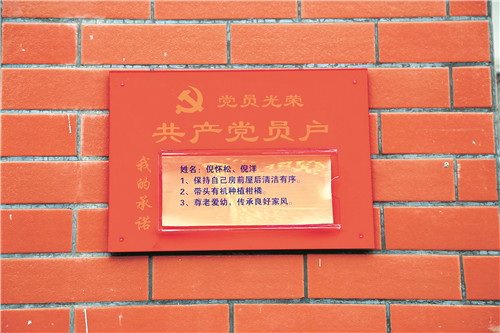 党员光荣
共产党员户
我的承诺
姓名：倪怀松、倪洋
1、保持自己房前屋后清洁有序。
2、带头有机种植柑橘。
3、尊老爱幼，传承良好家风。